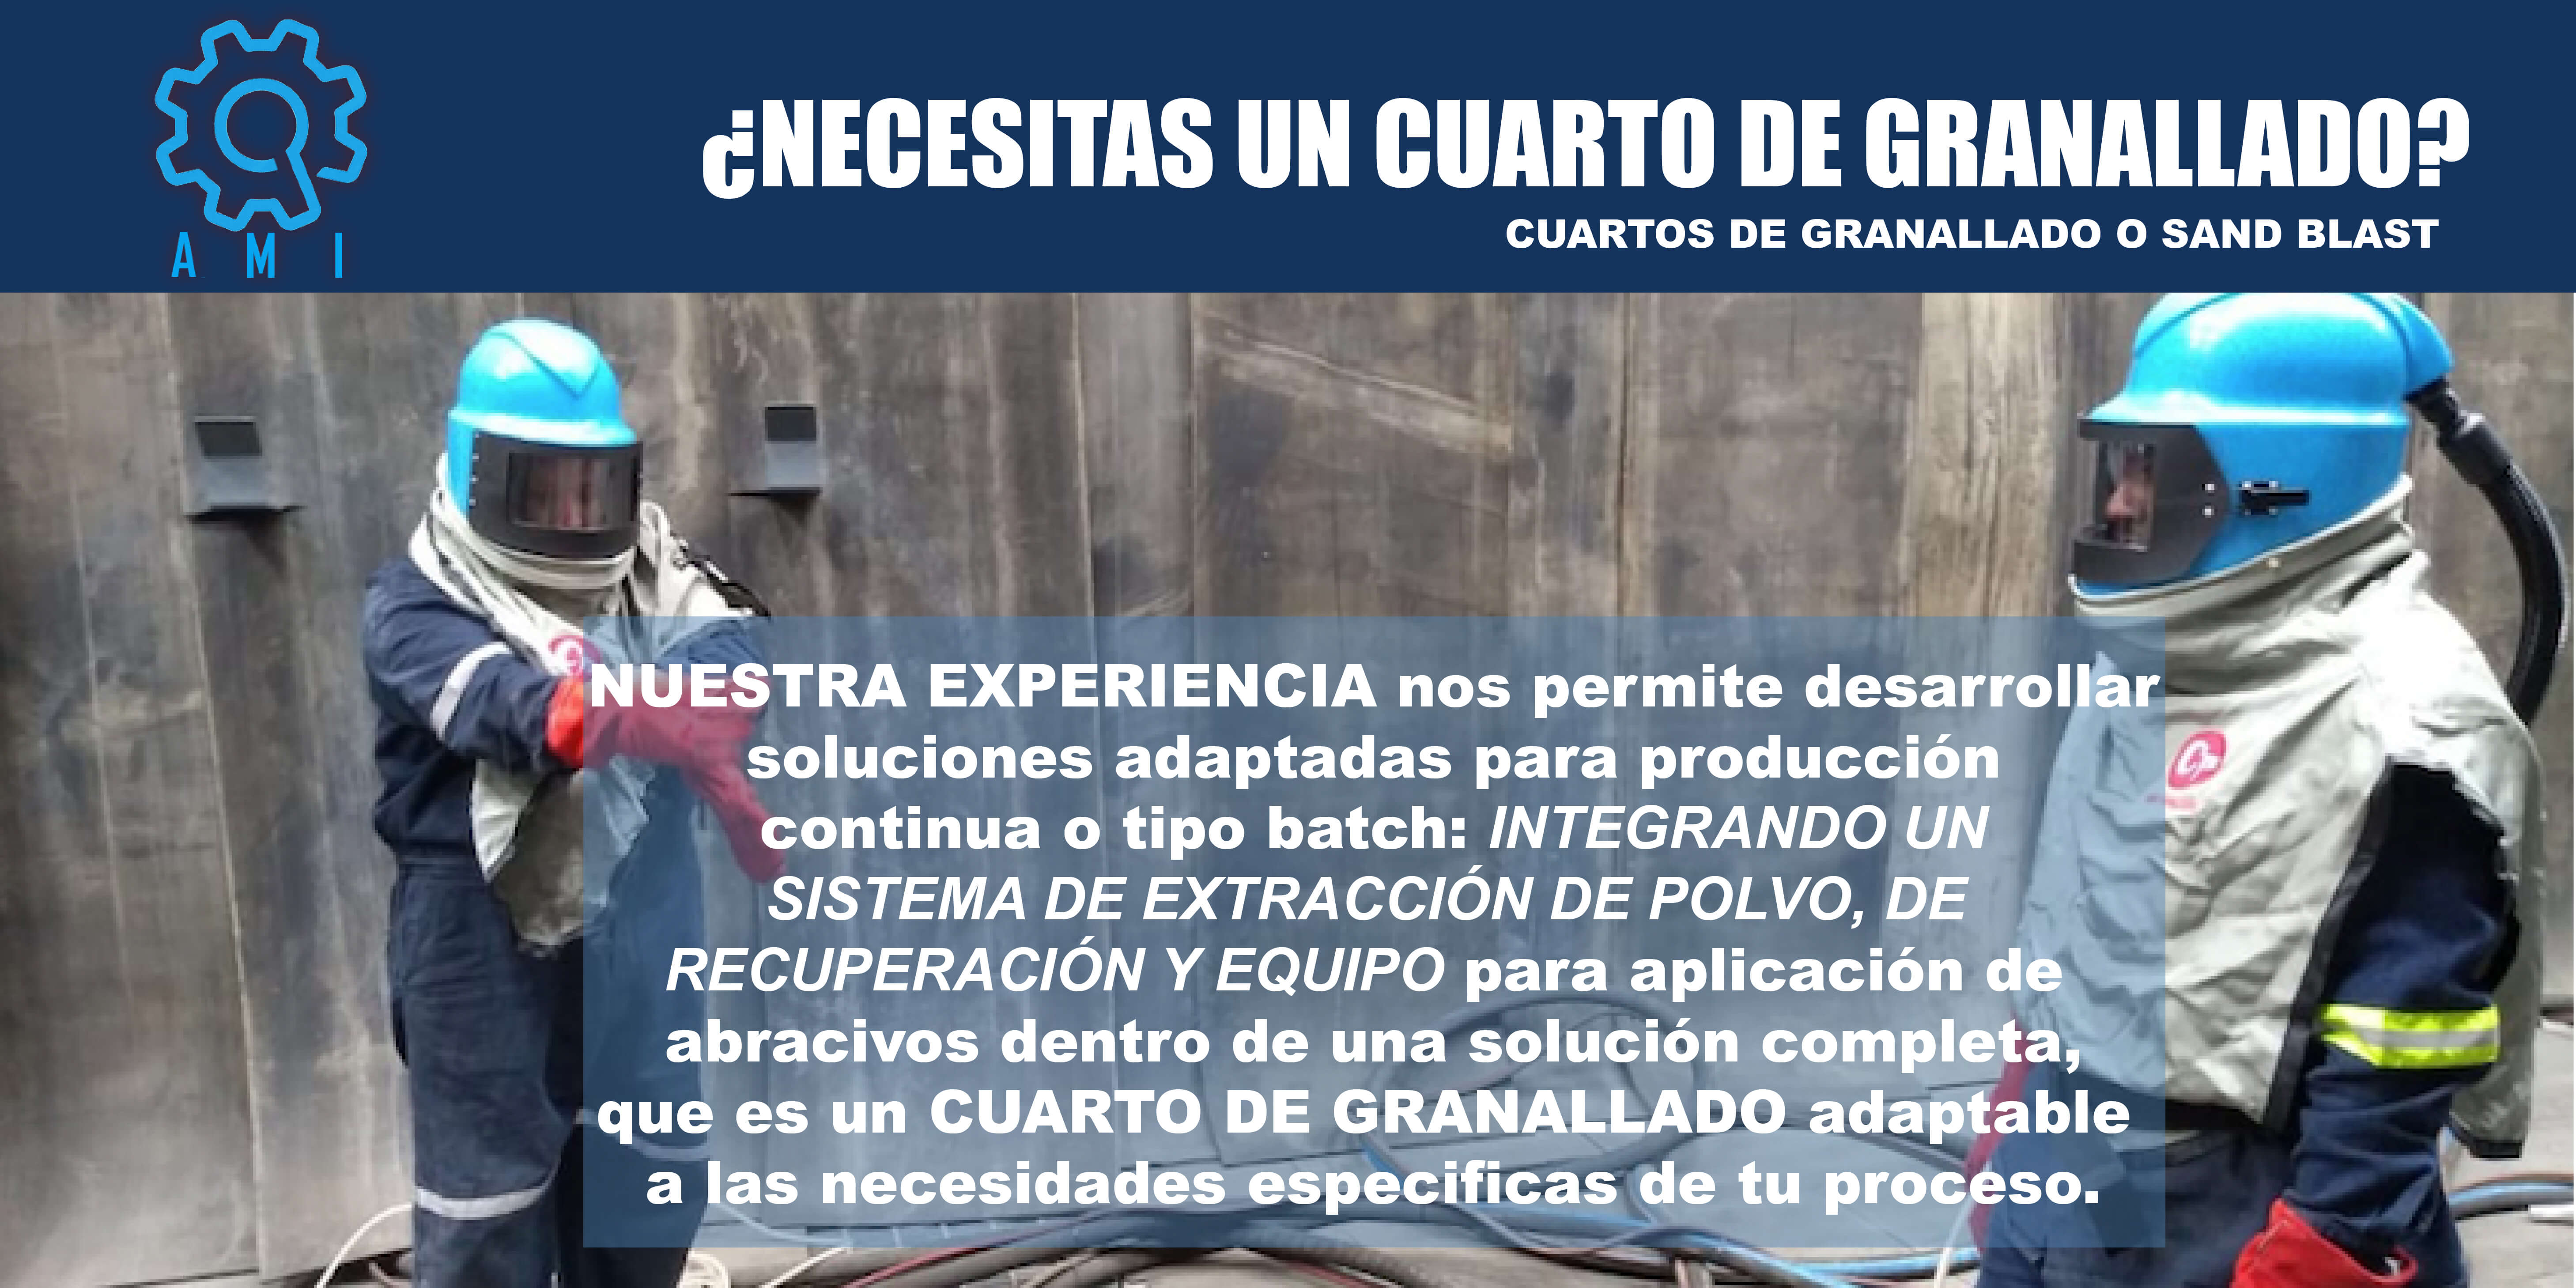 AMI
¿NECESITAS UN CUARTO DE GRANALLADO?
CUARTOS DE GRANALLADO O SAND BLAST
NUESTRA EXPERIENCIA nos permite desarrollar
soluciones adaptadas para producción
continua o tipo batch: INTEGRANDO UN
SISTEMA DE EXTRACCIÓN DE POLVO, DE
RECUPERACIÓN Y EQUIPO para aplicación de
abracivos dentro de una solución completa,
que es un CUARTO DE GRANALLADO adaptable
a las necesidades especificas de tu proceso.